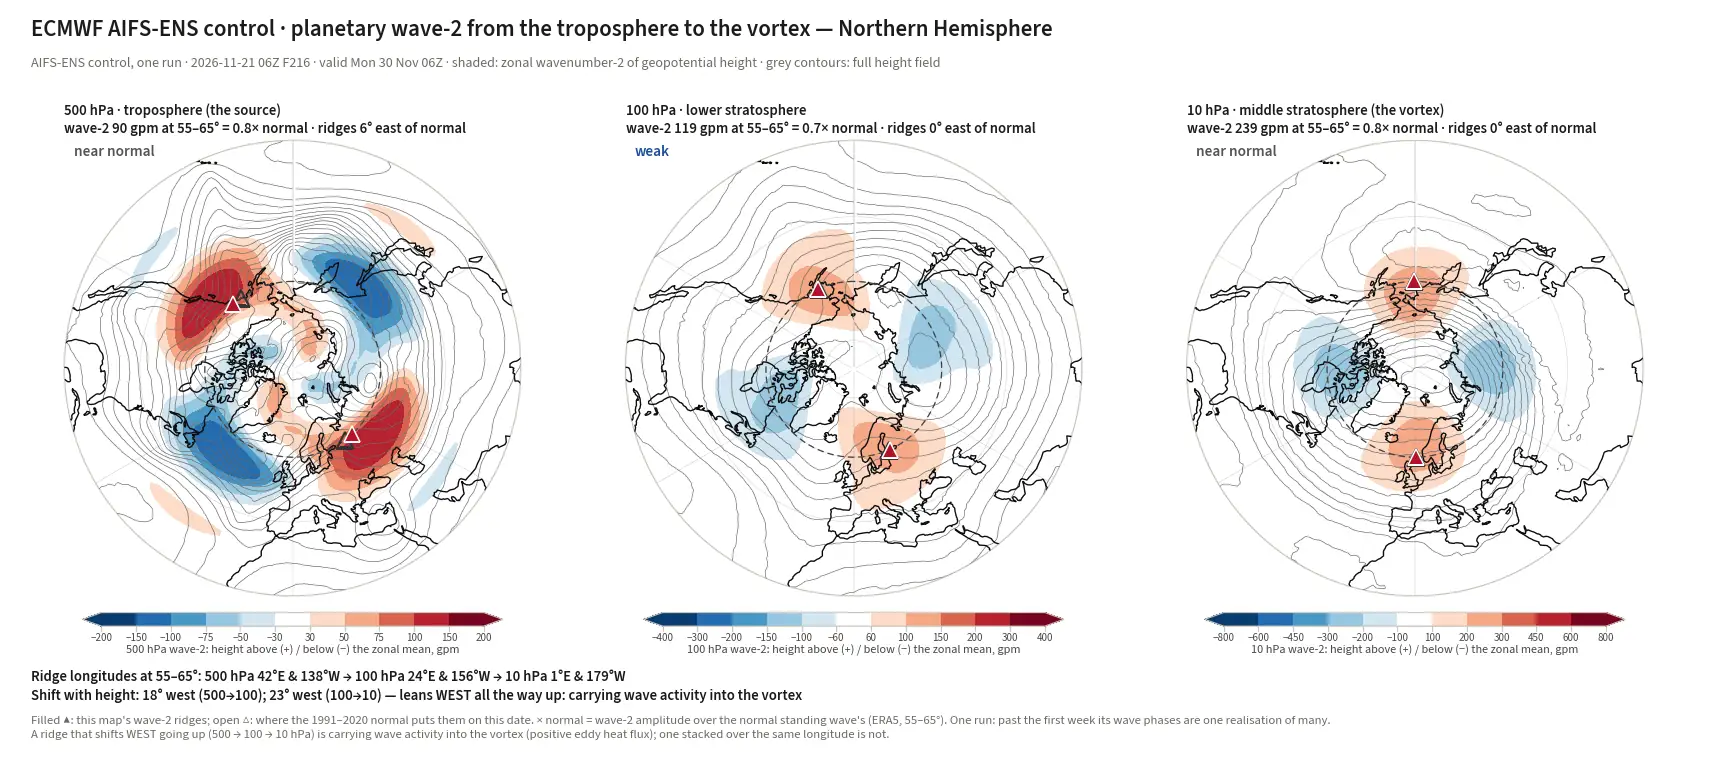 ECMWF AIFS-ENS control · planetary wave-2 from the troposphere to the vortex — Northern Hemisphere
AIFS-ENS control, one run · 2026-11-21 06Z F216 · valid Mon 30 Nov 06Z · shaded: zonal wavenumber-2 of geopotential height · grey contours: full height field
500 hPa · troposphere (the source)
wave-2 90 gpm at 55–65° = 0.8× normal · ridges 6° east of normal
near normal
100 hPa · lower stratosphere
wave-2 119 gpm at 55–65° = 0.7× normal · ridges 0° east of normal
weak
10 hPa · middle stratosphere (the vortex)
wave-2 239 gpm at 55–65° = 0.8× normal · ridges 0° east of normal
near normal
−200 −150 −100 −75 −50 −30 30 50 75 100 150 200
500 hPa wave-2: height above (+) / below (−) the zonal mean, gpm
−400 −300 −200 −150 −100 −60 60 100 150 200 300 400
100 hPa wave-2: height above (+) / below (−) the zonal mean, gpm
−800 −600 −450 −300 −200 −100 100 200 300 450 600 800
10 hPa wave-2: height above (+) / below (−) the zonal mean, gpm
Ridge longitudes at 55–65°: 500 hPa 42°E & 138°W → 100 hPa 24°E & 156°W → 10 hPa 1°E & 179°W
Shift with height: 18° west (500→100); 23° west (100→10) — leans WEST all the way up: carrying wave activity into the vortex
Filled ▲: this map's wave-2 ridges; open △: where the 1991–2020 normal puts them on this date. × normal = wave-2 amplitude over the normal standing wave's (ERA5, 55–65°). One run: past the first week its wave phases are one realisation of many.
A ridge that shifts WEST going up (500 → 100 → 10 hPa) is carrying wave activity into the vortex (positive eddy heat flux); one stacked over the same longitude is not.